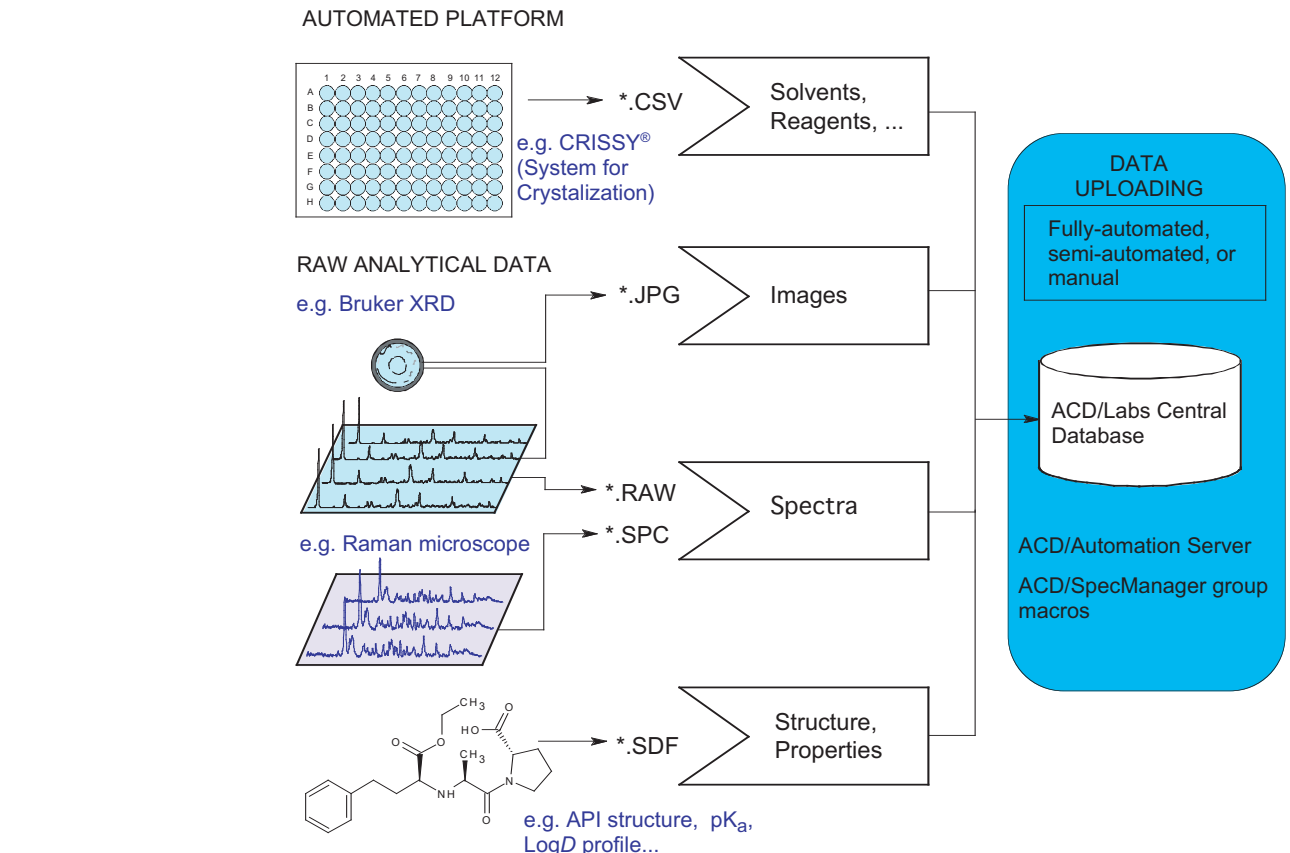 AUTOMATED PLATFORM
1 2 3 4 5 6 7 8 9 10 11 12
A
B
C
D
E
F
G
H
*.CSV
e.g. CRISSY®
(System for
Crystalization)
Solvents,
Reagents, ...
RAW ANALYTICAL DATA
e.g. Bruker XRD
*.JPG
Images
*.RAW
*.SPC
Spectra
e.g. Raman microscope
CH3
O
O
O
HO
CH3
NH
N
O
*.SDF
Structure,
Properties
e.g. API structure, pKa,
LogD profile...
DATA
UPLOADING
Fully-automated,
semi-automated, or
manual
ACD/Labs Central
Database
ACD/Automation Server
ACD/SpecManager group
macros